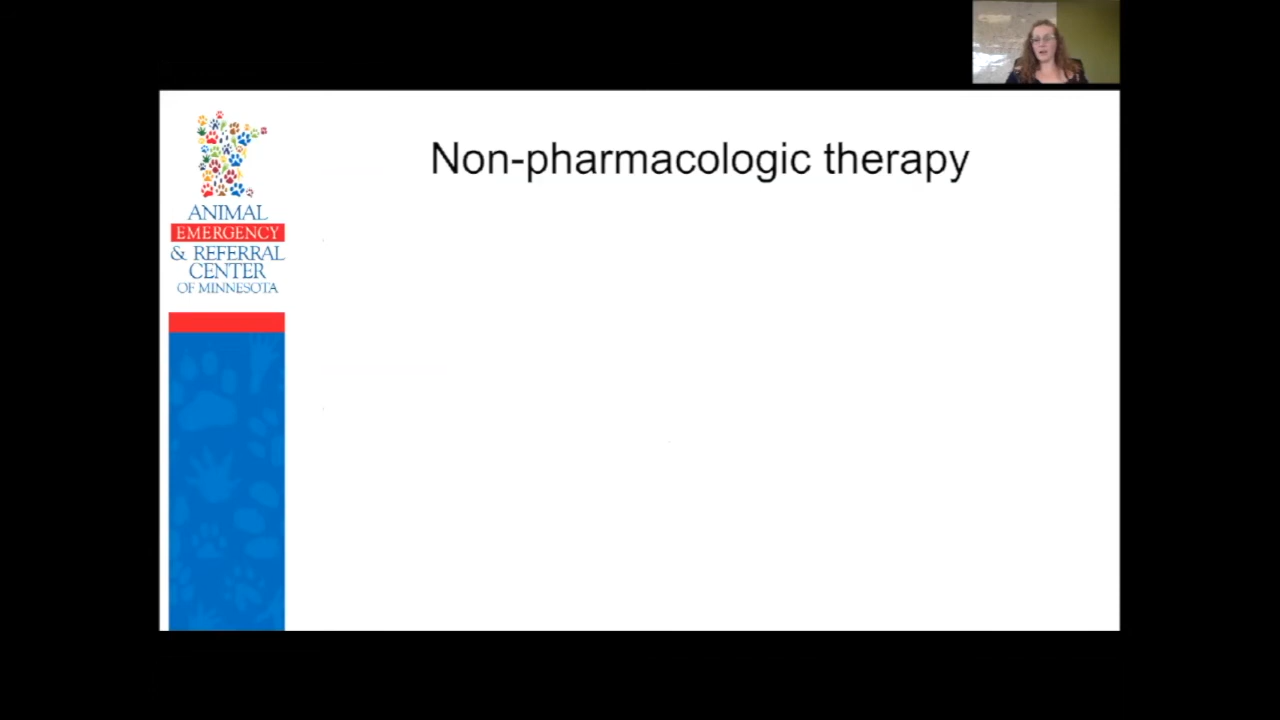 Non-pharmacologic therapy
ANIMAL
EMERGENCY
& REFERRAL
CENTER
OF MINNESOTA